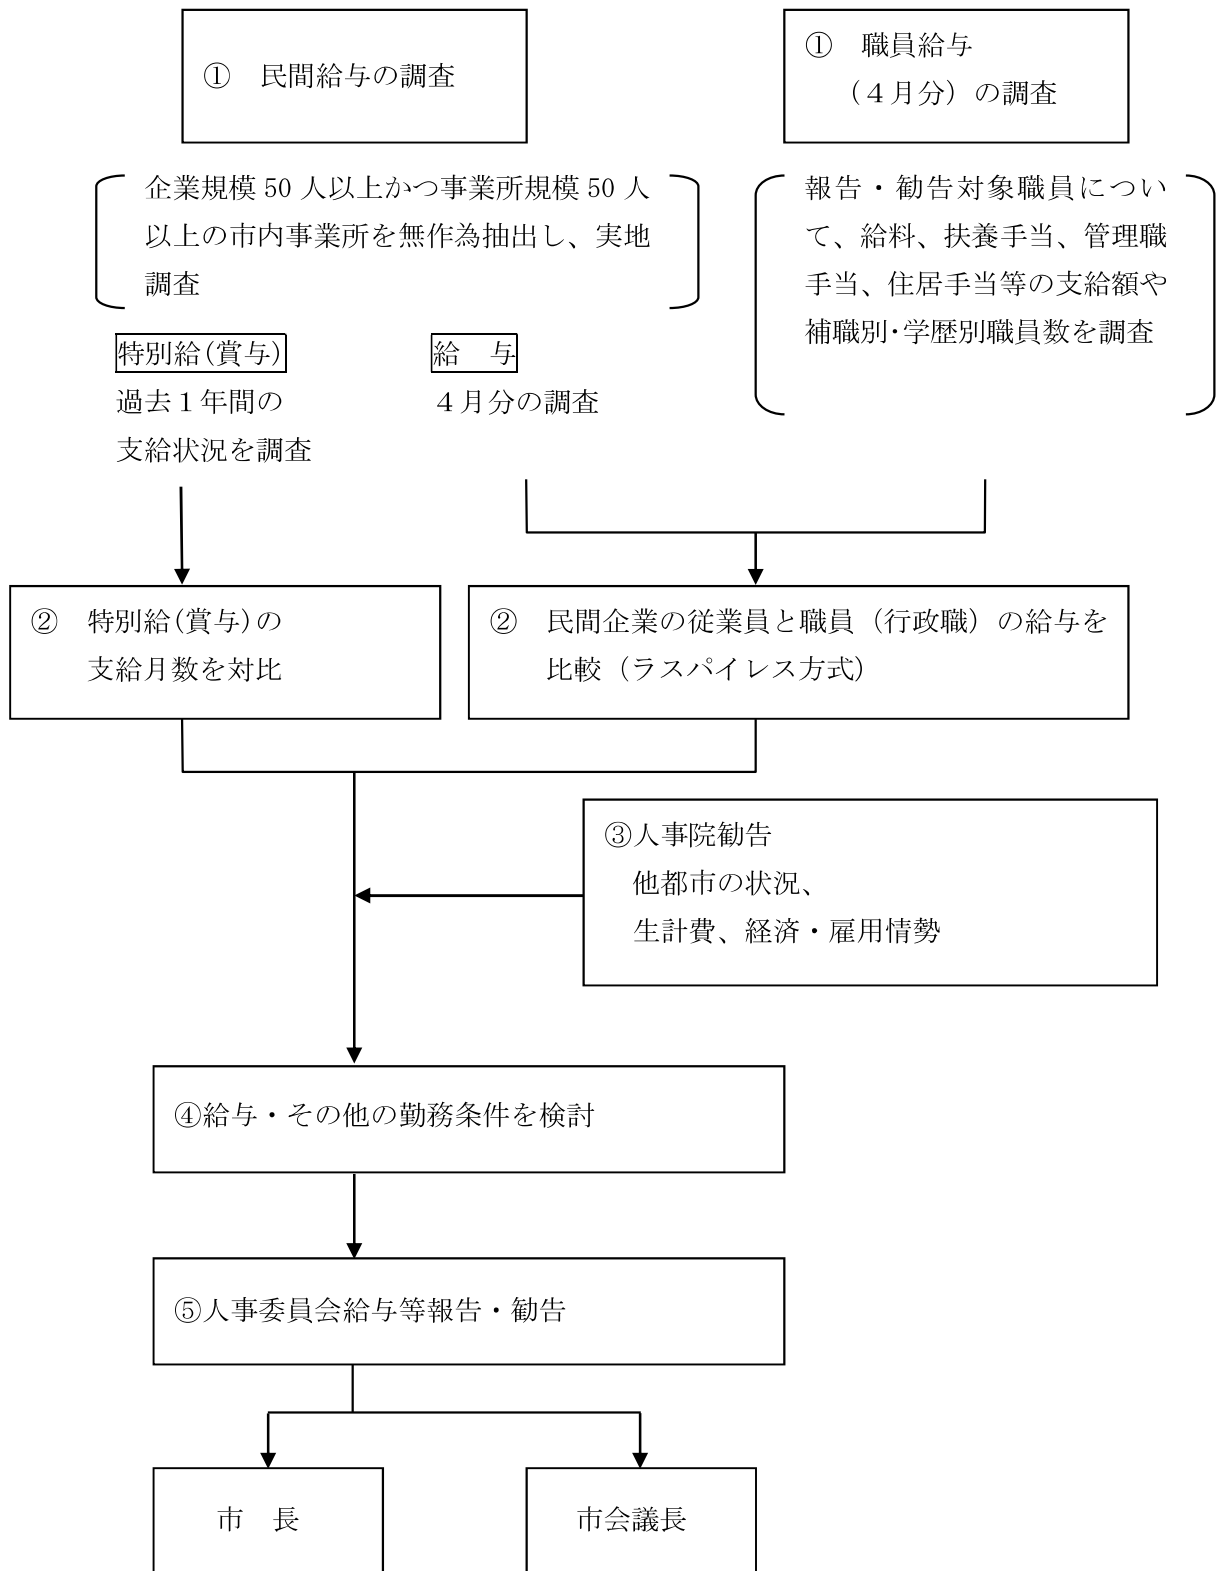 ①　民間給与の調査
①　職員給与
（４月分）の調査
企業規模 50 人以上かつ事業所規模 50 人
以上の市内事業所を無作為抽出し、実地
調査
報告・勧告対象職員につい
て、給料、扶養手当、管理職
手当、住居手当等の支給額や
補職別･学歴別職員数を調査
特別給(賞与)
過去１年間の
支給状況を調査
給　与
４月分の調査
②　特別給(賞与)の
支給月数を対比
②　民間企業の従業員と職員（行政職）の給与を
比較（ラスパイレス方式）
③人事院勧告
他都市の状況、
生計費、経済・雇用情勢
④給与・その他の勤務条件を検討
⑤人事委員会給与等報告・勧告
市　長
市会議長